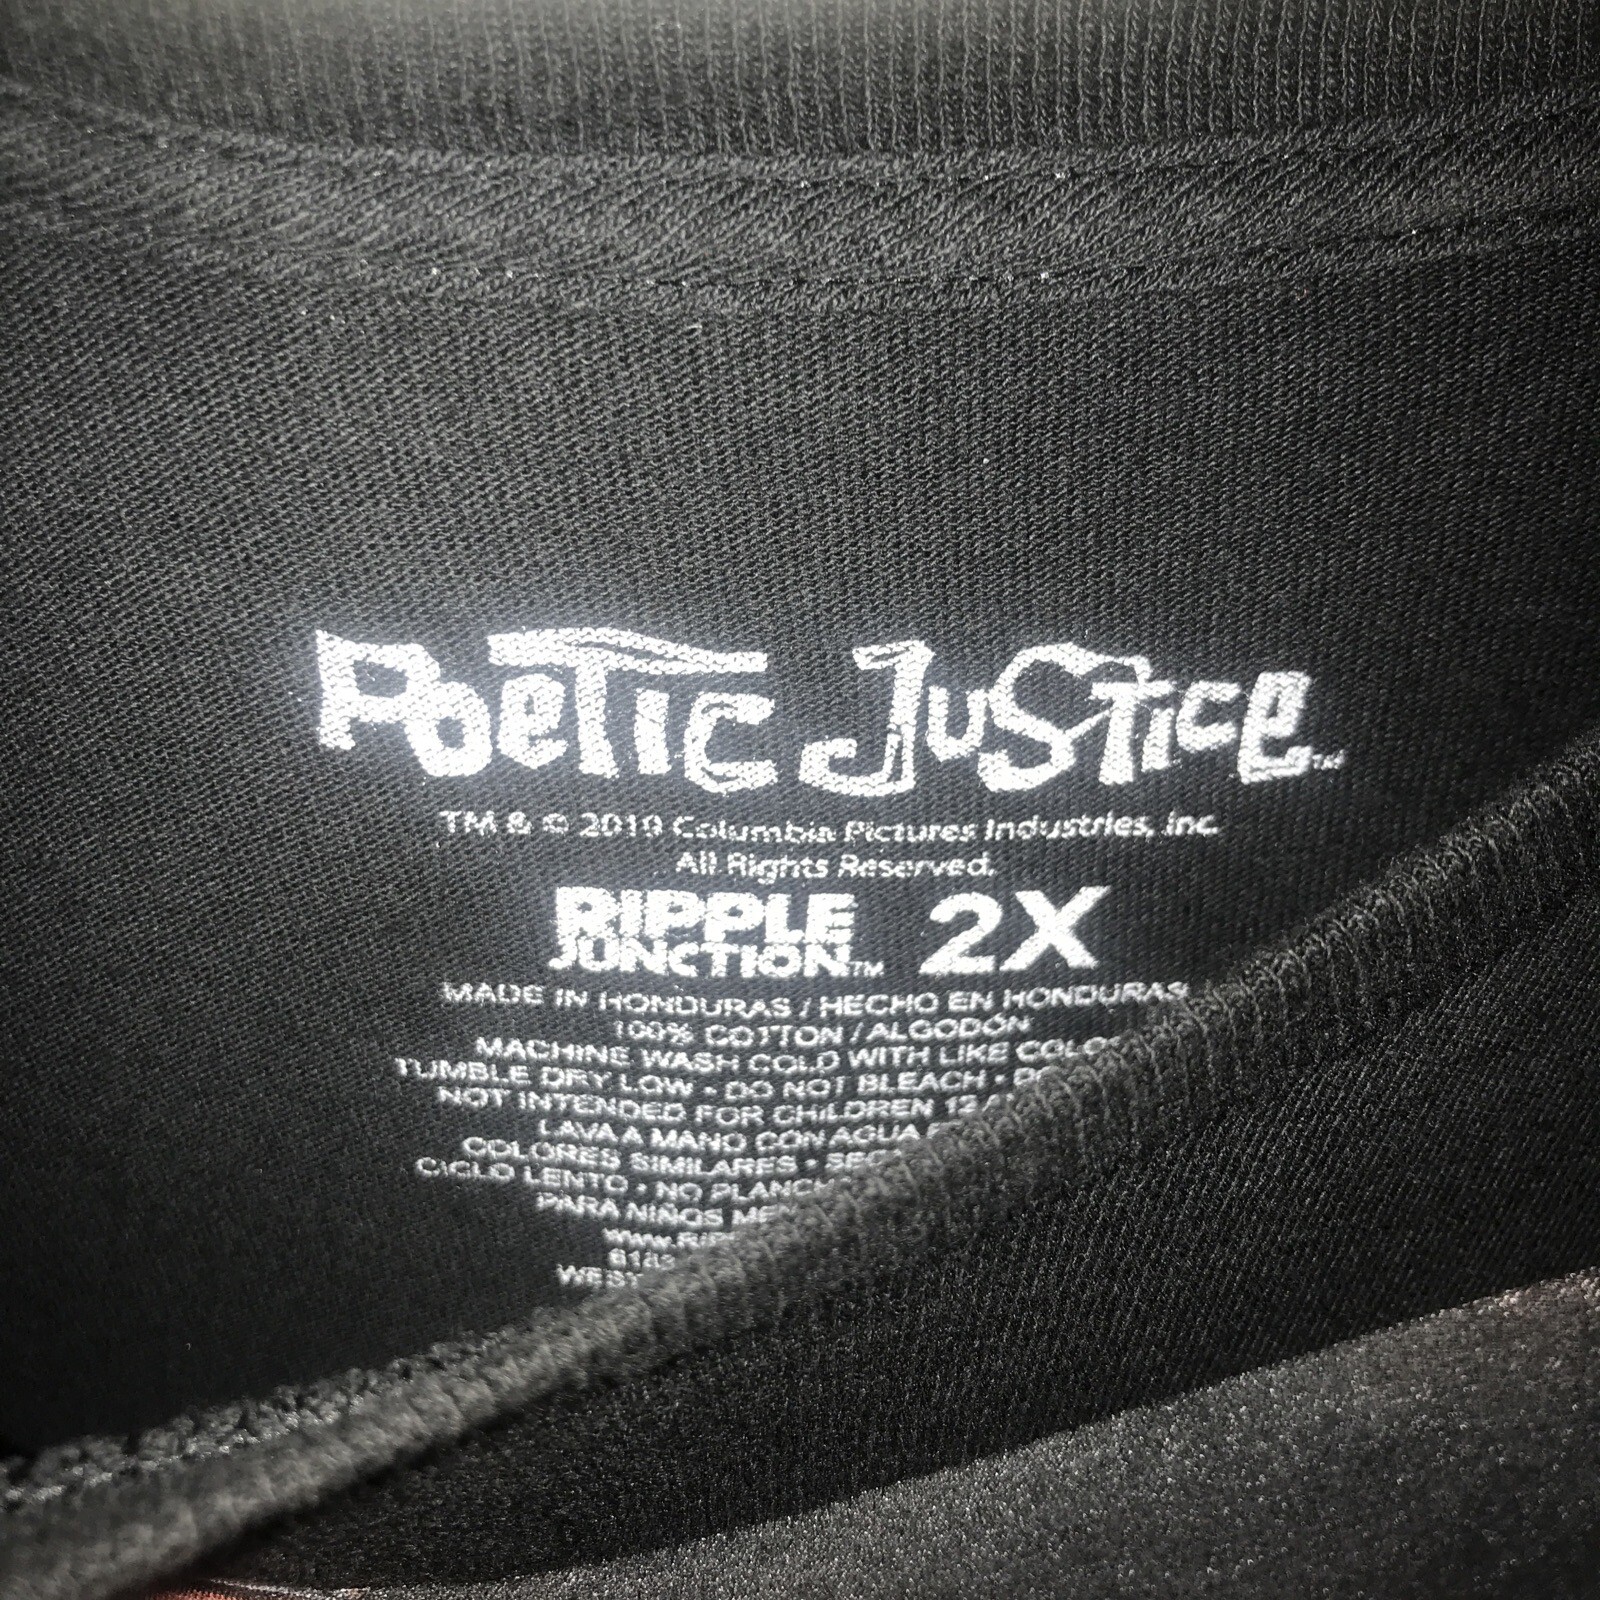 Poetic Justice™
TM & © 2019 Columbia Pictures Industries, Inc.
All Rights Reserved.
RIPPLE JUNCTION™ 2X
MADE IN HONDURAS / HECHO EN HONDURAS
100% COTTON / ALGODÓN
MACHINE WASH COLD WITH LIKE
TUMBLE DRY LOW • DO NOT BLEACH •
NOT INTENDED FOR CHILDREN
LAVA A MANO CON AGUA
COLORES SIMILARES •
CICLO LENTO • NO
PARA NIÑOS